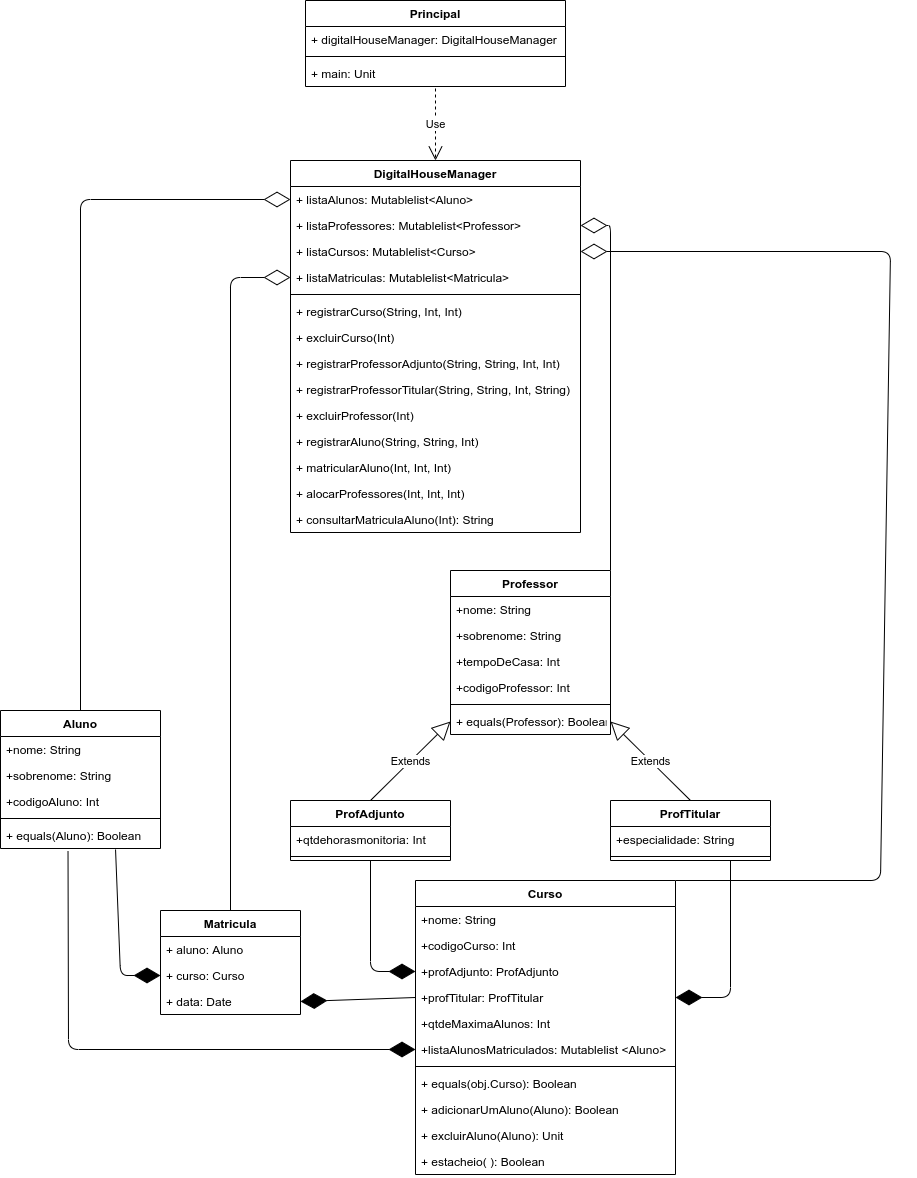 Principal
+ digitalHouseManager: DigitalHouseManager
+ main: Unit
Use
DigitalHouseManager
+ listaAlunos: Mutablelist<Aluno>
+ listaProfessores: Mutablelist<Professor>
+ listaCursos: Mutablelist<Curso>
+ listaMatriculas: Mutablelist<Matricula>
+ registrarCurso(String, Int, Int)
+ excluirCurso(Int)
+ registrarProfessorAdjunto(String, String, Int, Int)
+ registrarProfessorTitular(String, String, Int, String)
+ excluirProfessor(Int)
+ registrarAluno(String, String, Int)
+ matricularAluno(Int, Int, Int)
+ alocarProfessores(Int, Int, Int)
+ consultarMatriculaAluno(Int): String
Professor
+nome: String
+sobrenome: String
+tempoDeCasa: Int
+codigoProfessor: Int
+ equals(Professor): Boolea
Extends
Extends
Aluno
+nome: String
+sobrenome: String
+codigoAluno: Int
+ equals(Aluno): Boolean
ProfAdjunto
+qtdehorasmonitoria: Int
ProfTitular
+especialidade: String
Matricula
+ aluno: Aluno
+ curso: Curso
+ data: Date
Curso
+nome: String
+codigoCurso: Int
+profAdjunto: ProfAdjunto
+profTitular: ProfTitular
+qtdeMaximaAlunos: Int
+listaAlunosMatriculados: Mutablelist <Aluno>
+ equals(obj.Curso): Boolean
+ adicionarUmAluno(Aluno): Boolean
+ excluirAluno(Aluno): Unit
+ estacheio( ): Boolean